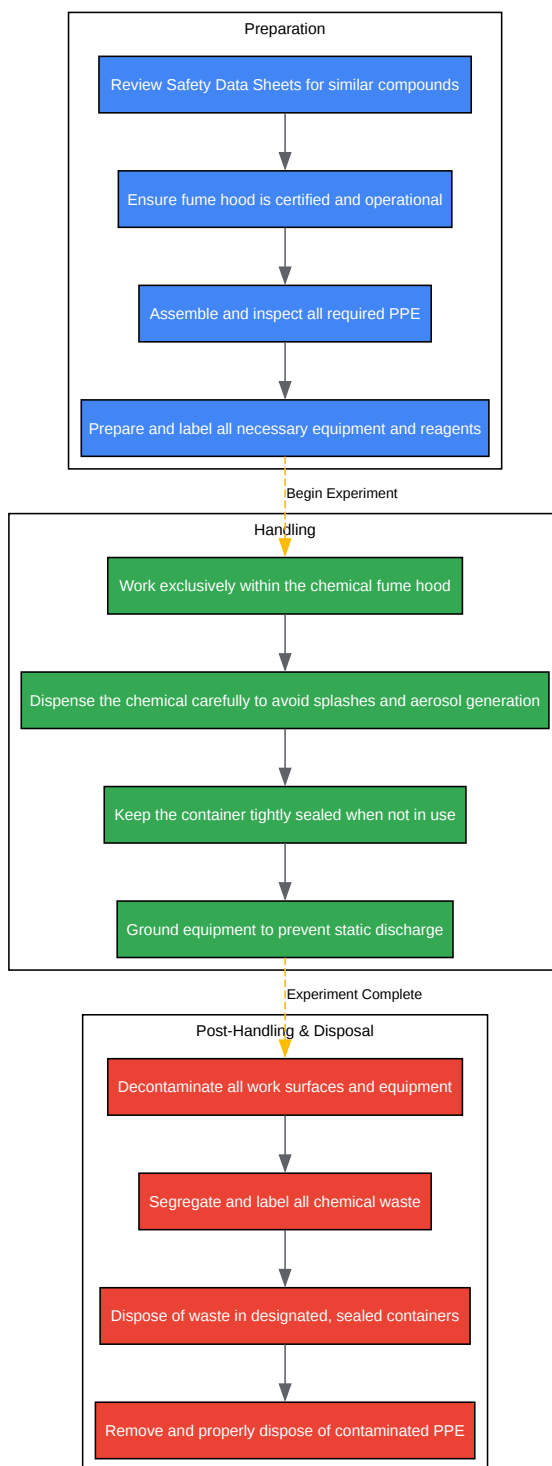 Preparation
Review Safety Data Sheets for similar compounds
Ensure fume hood is certified and operational
Assemble and inspect all required PPE
Prepare and label all necessary equipment and reagents
Begin Experiment
Handling
Work exclusively within the chemical fume hood
Dispense the chemical carefully to avoid splashes and aerosol generation
Keep the container tightly sealed when not in use
Ground equipment to prevent static discharge
Experiment Complete
Post-Handling & Disposal
Decontaminate all work surfaces and equipment
Segregate and label all chemical waste
Dispose of waste in designated, sealed containers
Remove and properly dispose of contaminated PPE